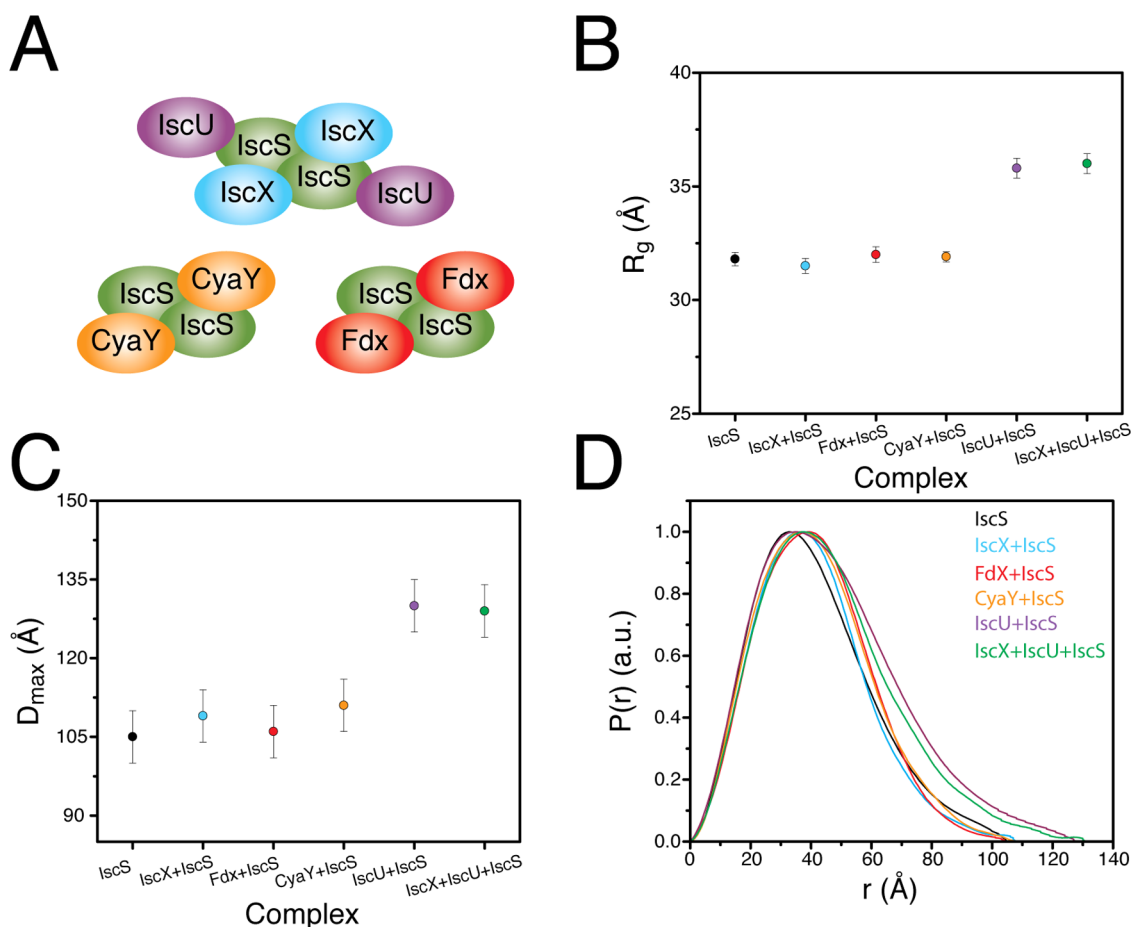 A
IscU
IscS
IscX
IscX
IscS
IscU
IscS
CyaY
CyaY
IscS
IscS
Fdx
Fdx
IscS
B
40
35
30
25
Rg (Å)
IscS
IscX+IscS
Fdx+IscS
CyaY+IscS
IscU+IscS
IscX+IscU+IscS
Complex
C
150
135
120
105
90
Dmax (Å)
IscS
IscX+IscS
Fdx+IscS
CyaY+IscS
IscU+IscS
IscX+IscU+IscS
Complex
D
1.0
0.8
0.6
0.4
0.2
0.0
P(r) (a.u.)
IscS
IscX+IscS
FdX+IscS
CyaY+IscS
IscU+IscS
IscX+IscU+IscS
0 20 40 60 80 100 120 140
r (Å)